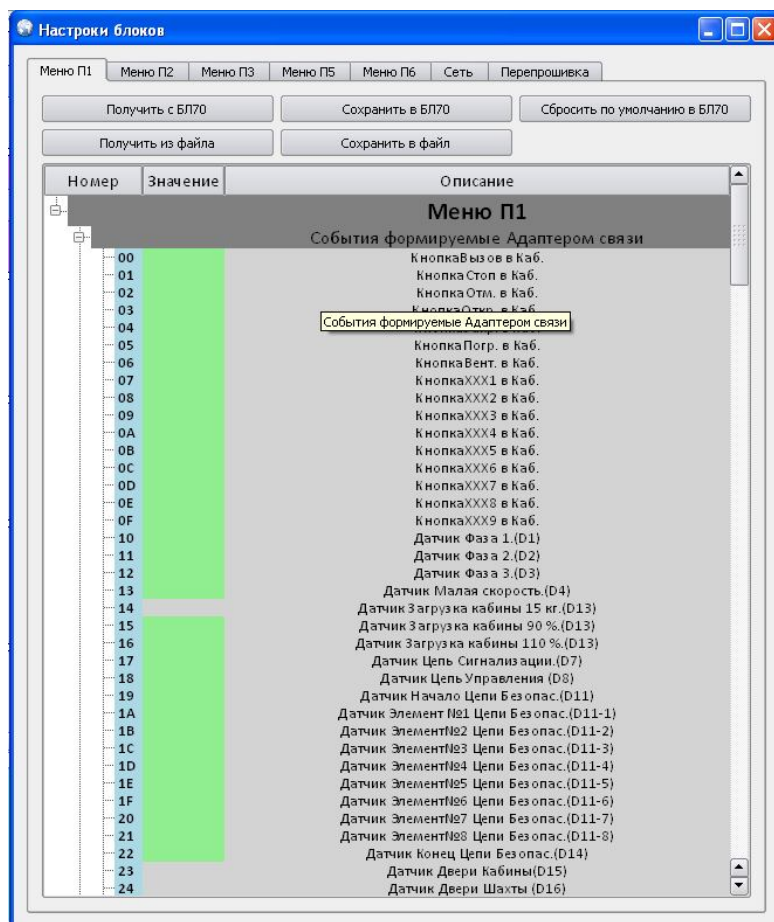 Настроки блоков
Меню П1 Меню П2 Меню П3 Меню П5 Меню П6 Сеть Перепрошивка
Получить с БЛ70 Сохранить в БЛ70 Сбросить по умолчанию в БЛ70
Получить из файла Сохранить в файл
Номер Значение Описание
Меню П1
События формируемые Адаптером связи
00 КнопкаВызов в Каб.
01 КнопкаСтоп в Каб.
02 КнопкаОтм. в Каб.
03 КнопкаОткр. в Каб.
События формируемые Адаптером связи
04
05 КнопкаПогр. в Каб.
06 КнопкаВент. в Каб.
07 КнопкаXXX1 в Каб.
08 КнопкаXXX2 в Каб.
09 КнопкаXXX3 в Каб.
0A КнопкаXXX4 в Каб.
0B КнопкаXXX5 в Каб.
0C КнопкаXXX6 в Каб.
0D КнопкаXXX7 в Каб.
0E КнопкаXXX8 в Каб.
0F КнопкаXXX9 в Каб.
10 Датчик Фаза 1.(D1)
11 Датчик Фаза 2.(D2)
12 Датчик Фаза 3.(D3)
13 Датчик Малая скорость.(D4)
14 Датчик Загрузка кабины 15 кг.(D13)
15 Датчик Загрузка кабины 90 %.(D13)
16 Датчик Загрузка кабины 110 %.(D13)
17 Датчик Цепь Сигнализации.(D7)
18 Датчик Цепь Управления (D8)
19 Датчик Начало Цепи Безопас.(D11)
1A Датчик Элемент №1 Цепи Безопас.(D11-1)
1B Датчик Элемент№2 Цепи Безопас.(D11-2)
1C Датчик Элемент№3 Цепи Безопас.(D11-3)
1D Датчик Элемент№4 Цепи Безопас.(D11-4)
1E Датчик Элемент№5 Цепи Безопас.(D11-5)
1F Датчик Элемент№6 Цепи Безопас.(D11-6)
20 Датчик Элемент№7 Цепи Безопас.(D11-7)
21 Датчик Элемент№8 Цепи Безопас.(D11-8)
22 Датчик Конец Цепи Безопас.(D14)
23 Датчик Двери Кабины(D15)
24 Датчик Двери Шахты (D16)